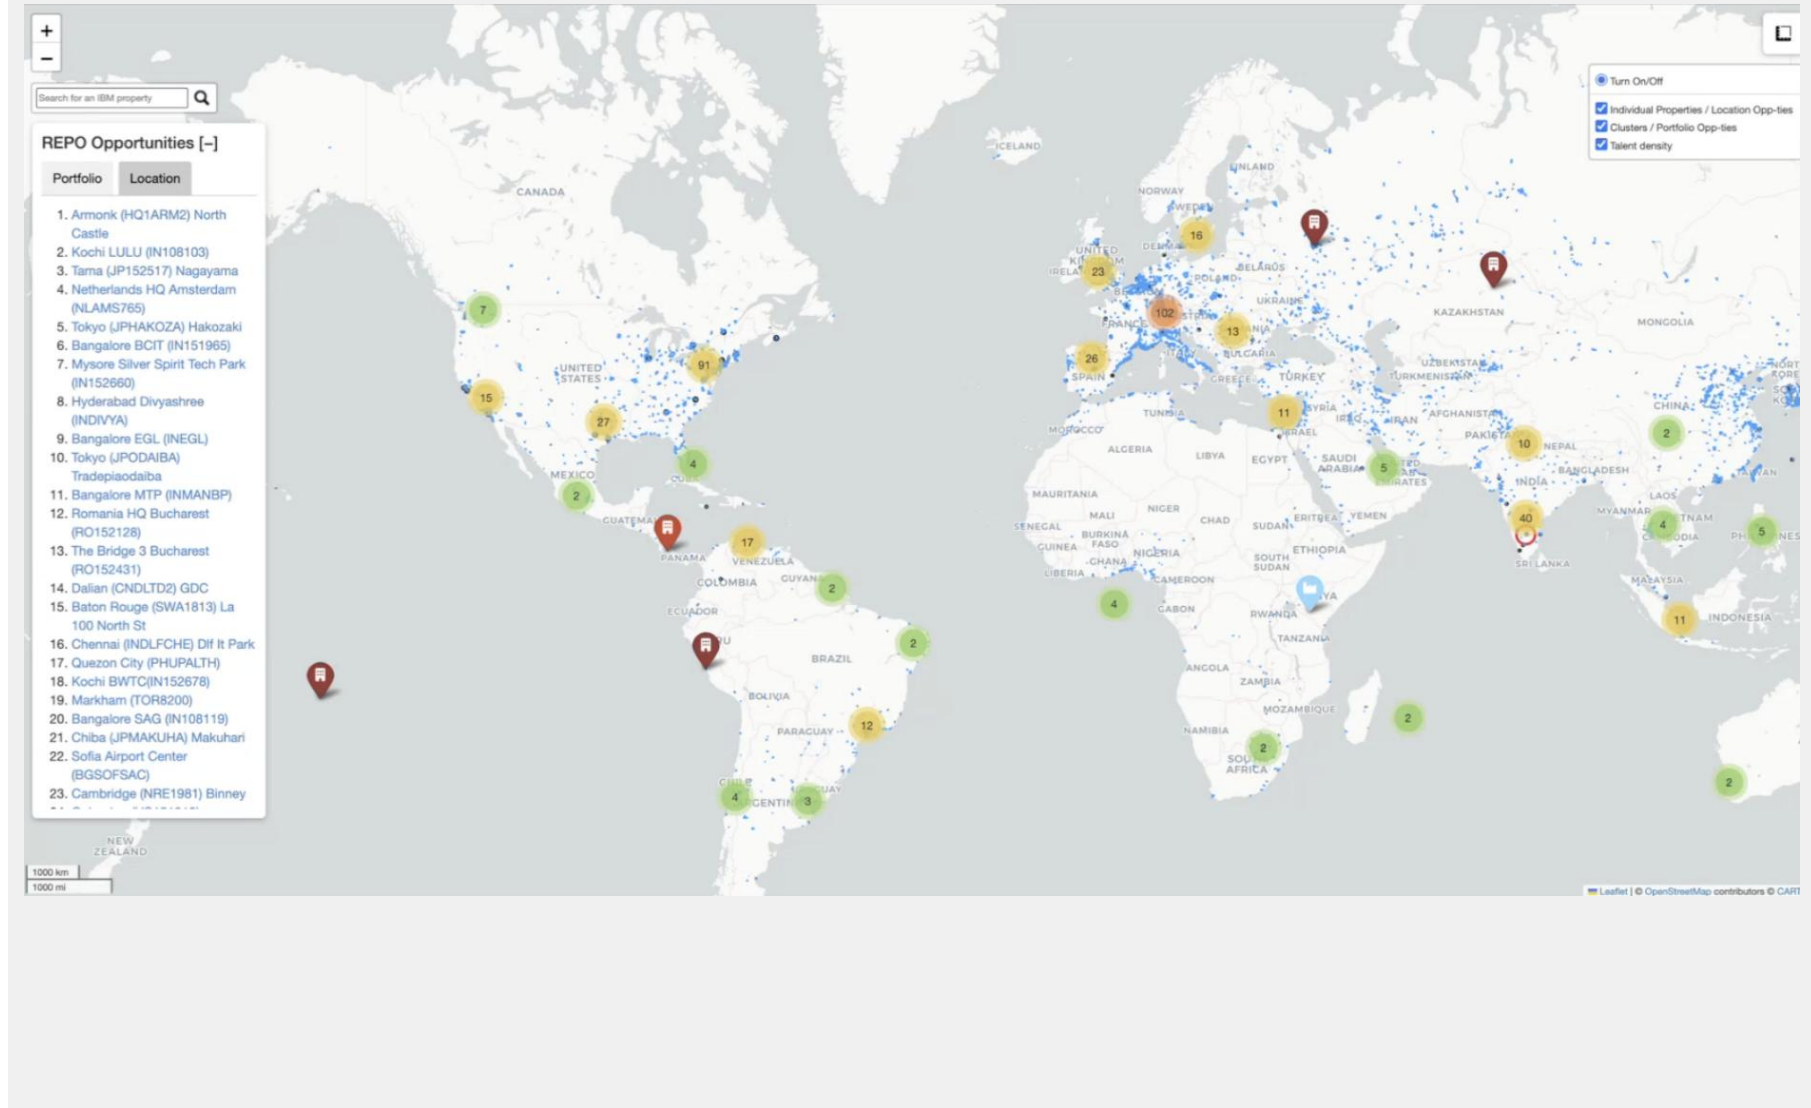 +
−
Search for an IBM property
REPO Opportunities [–]
Portfolio
Location
1. Armonk (HQ1ARM2) North
Castle
2. Kochi LULU (IN108103)
3. Tama (JP152517) Nagayama
4. Netherlands HQ Amsterdam
(NLAMS765)
5. Tokyo (JPHAKOZA) Hakozaki
6. Bangalore BCIT (IN151965)
7. Mysore Silver Spirit Tech Park
(IN152660)
8. Hyderabad Divyashree
(INDIVYA)
9. Bangalore EGL (INEGL)
10. Tokyo (JPODAIBA)
Tradepiaodaiba
11. Bangalore MTP (INMANBP)
12. Romania HQ Bucharest
(RO152128)
13. The Bridge 3 Bucharest
(RO152431)
14. Dalian (CNDLTD2) GDC
15. Baton Rouge (SWA1813) La
100 North St
16. Chennai (INDLFCHE) Dlf It Park
17. Quezon City (PHUPALTH)
18. Kochi BWTC(IN152678)
19. Markham (TOR8200)
20. Bangalore SAG (IN108119)
21. Chiba (JPMAKUHA) Makuhari
22. Sofia Airport Center
(BGSOFSAC)
23. Cambridge (NRE1981) Binney
Turn On/Off
Individual Properties / Location Opp-ties
Clusters / Portfolio Opp-ties
Talent density
ICELAND
CANADA
NORWAY
16
23
BELARUS
POLAND
UKRAINE
7
102
KAZAKHSTAN
MONGOLIA
FRANCE
13
BULGARIA
26
SPAIN
GREECE
TURKEY
TURKMENISTAN
91
UNITED
STATES
15
27
CHINA
11
SYRIA
IRAN
AFGHANISTAN
MOROCCO
2
10
NEPAL
ALGERIA
LIBYA
EGYPT
SAUDI
ARABIA
5
BANGLADESH
4
MEXICO
2
INDIA
MAURITANIA
MALI
NIGER
CHAD
SUDAN
ERITREA
YEMEN
LAOS
MYANMAR
40
4
5
SENEGAL
BURKINA
FASO
GUINEA
GHANA
NIGERIA
ETHIOPIA
SOUTH
SUDAN
LIBERIA
CAMEROON
SRI LANKA
17
PANAMA
VENEZUELA
COLOMBIA
2
MALAYSIA
ECUADOR
4
GABON
RWANDA
11
INDONESIA
TANZANIA
2
BRAZIL
ANGOLA
ZAMBIA
BOLIVIA
MOZAMBIQUE
2
PARAGUAY
12
NAMIBIA
2
SOUTH
AFRICA
2
4
3
NEW
ZEALAND
1000 km
1000 mi
Leaflet | © OpenStreetMap contributors © CART